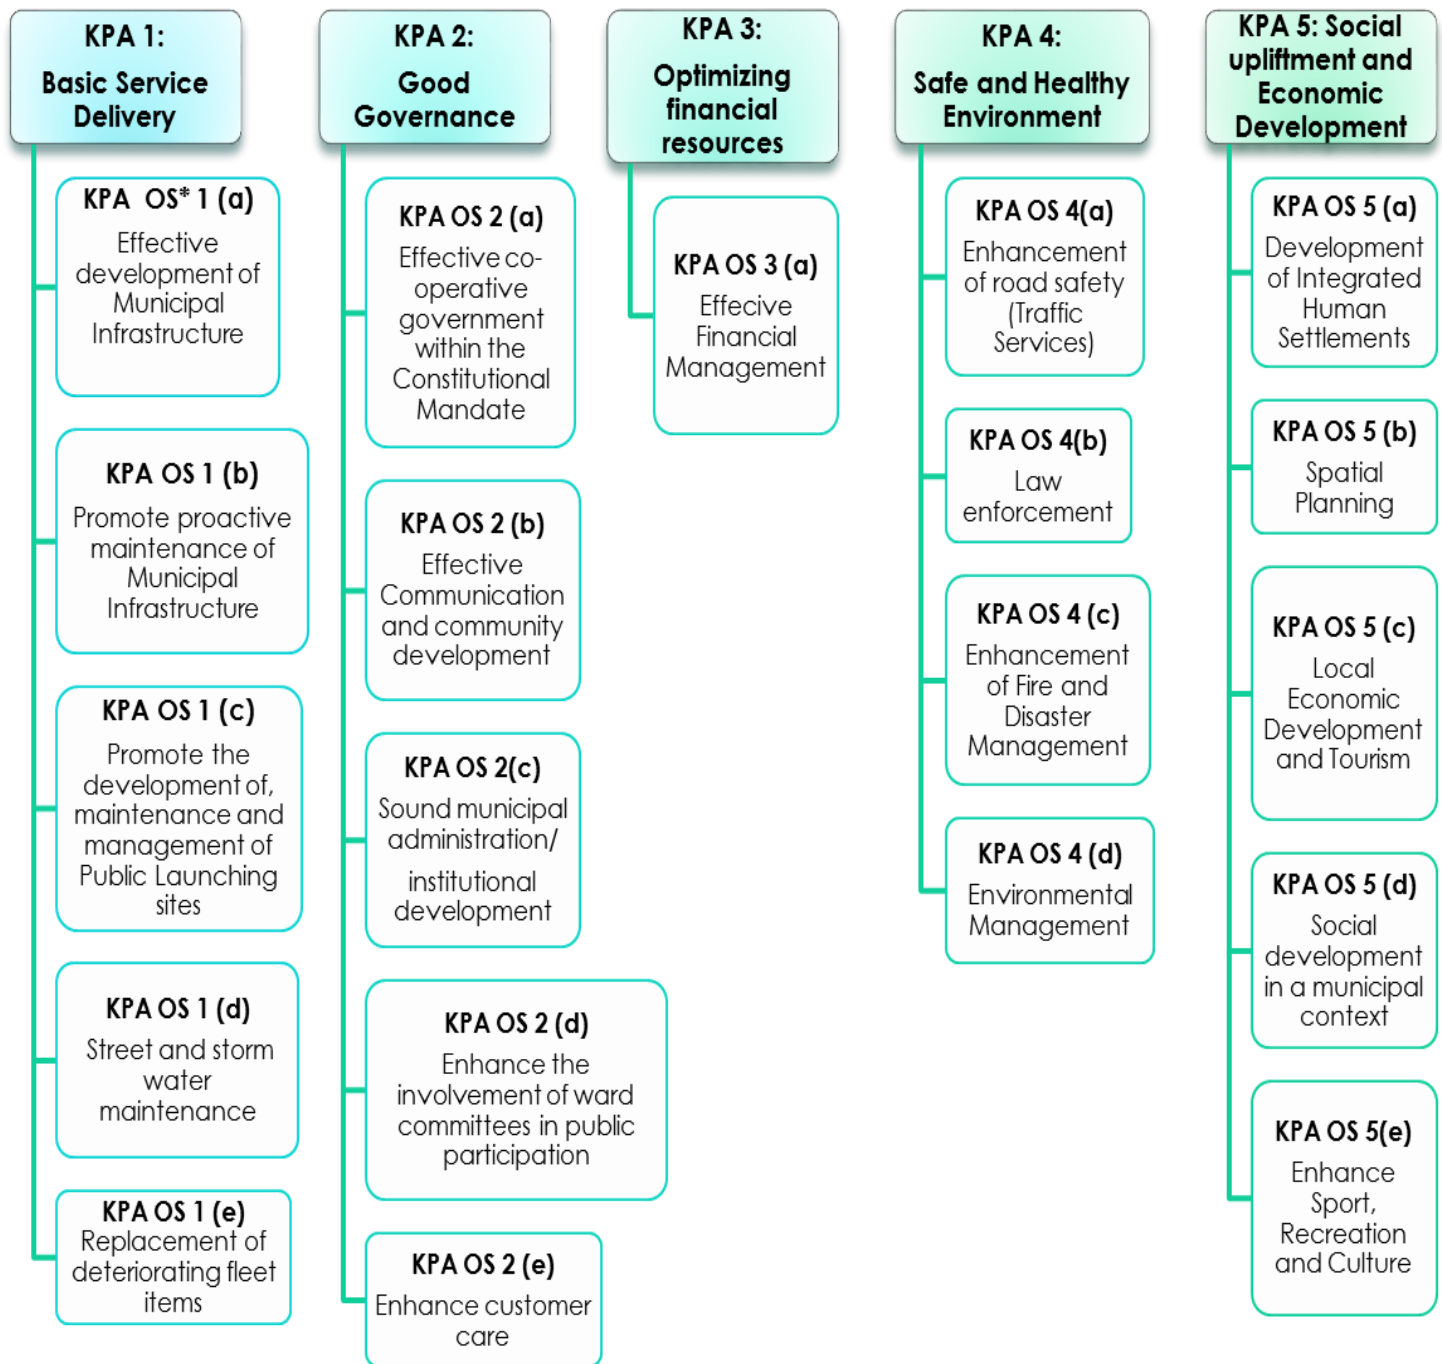 KPA 1:
Basic Service
Delivery
KPA OS* 1 (a)
Effective
development of
Municipal
Infrastructure
KPA OS 1 (b)
Promote proactive
maintenance of
Municipal
Infrastructure
KPA OS 1 (c)
Promote the
development of,
maintenance and
management of
Public Launching
sites
KPA OS 1 (d)
Street and storm
water
maintenance
KPA OS 1 (e)
Replacement of
deteriorating fleet
items
KPA 2:
Good
Governance
KPA OS 2 (a)
Effective co-
operative
government
within the
Constitutional
Mandate
KPA OS 2 (b)
Effective
Communication
and community
development
KPA OS 2(c)
Sound municipal
administration/
institutional
development
KPA OS 2 (d)
Enhance the
involvement of ward
committees in public
participation
KPA OS 2 (e)
Enhance customer
care
KPA 3:
Optimizing
financial
resources
KPA OS 3 (a)
Effecive
Financial
Management
KPA 4:
Safe and Healthy
Environment
KPA OS 4(a)
Enhancement
of road safety
(Traffic
Services)
KPA OS 4(b)
Law
enforcement
KPA OS 4 (c)
Enhancement
of Fire and
Disaster
Management
KPA OS 4 (d)
Environmental
Management
KPA 5: Social
upliftment and
Economic
Development
KPA OS 5 (a)
Development
of Integrated
Human
Settlements
KPA OS 5 (b)
Spatial
Planning
KPA OS 5 (c)
Local
Economic
Development
and Tourism
KPA OS 5 (d)
Social
development
in a municipal
context
KPA OS 5(e)
Enhance
Sport,
Recreation
and Culture